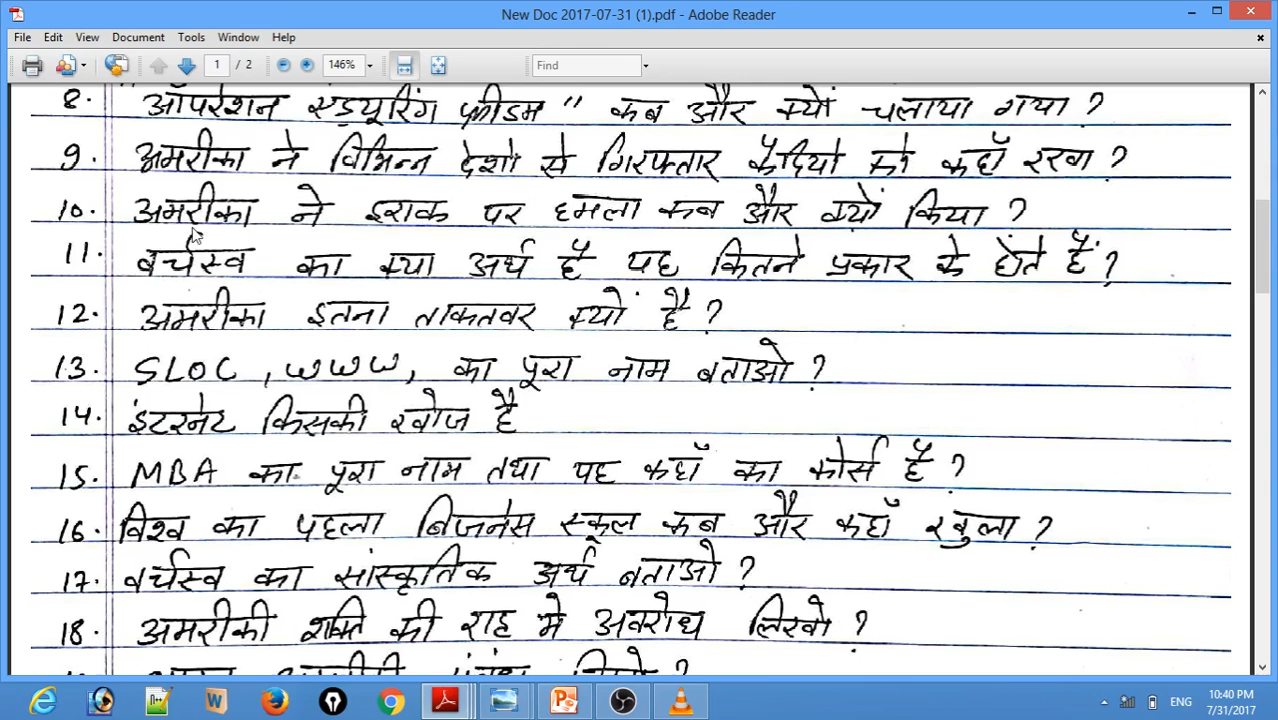 New Doc 2017-07-31 (1).pdf - Adobe Reader
File Edit View Document Tools Window Help
1 / 2 146% Find
8. "ऑपरेशन एंड्यूरिंग फ्रीडम" कब और क्यों चलाया गया ?
9. अमरीका ने विभिन्न देशो से गिरफ्तार कैदियो को कहाँ रखा ?
10. अमरीका ने इराक पर हमला कब और क्यों किया ?
11. वर्चस्व का क्या अर्थ है यह कितने प्रकार के होते हैं ?
12. अमरीका इतना ताकतवर क्यों है ?
13. SLOC , WWW , का पूरा नाम बताओ ?
14. इंटरनेट किसकी खोज है
15. MBA का पूरा नाम तथा यह कहाँ का कोर्स है ?
16. विश्व का पहला बिजनेस स्कूल कब और कहाँ खुला ?
17. वर्चस्व का सांस्कृतिक अर्थ बताओ ?
18. अमरीकी शक्ति की राह मे अवरोध लिखो ?
ENG 10:40 PM
7/31/2017